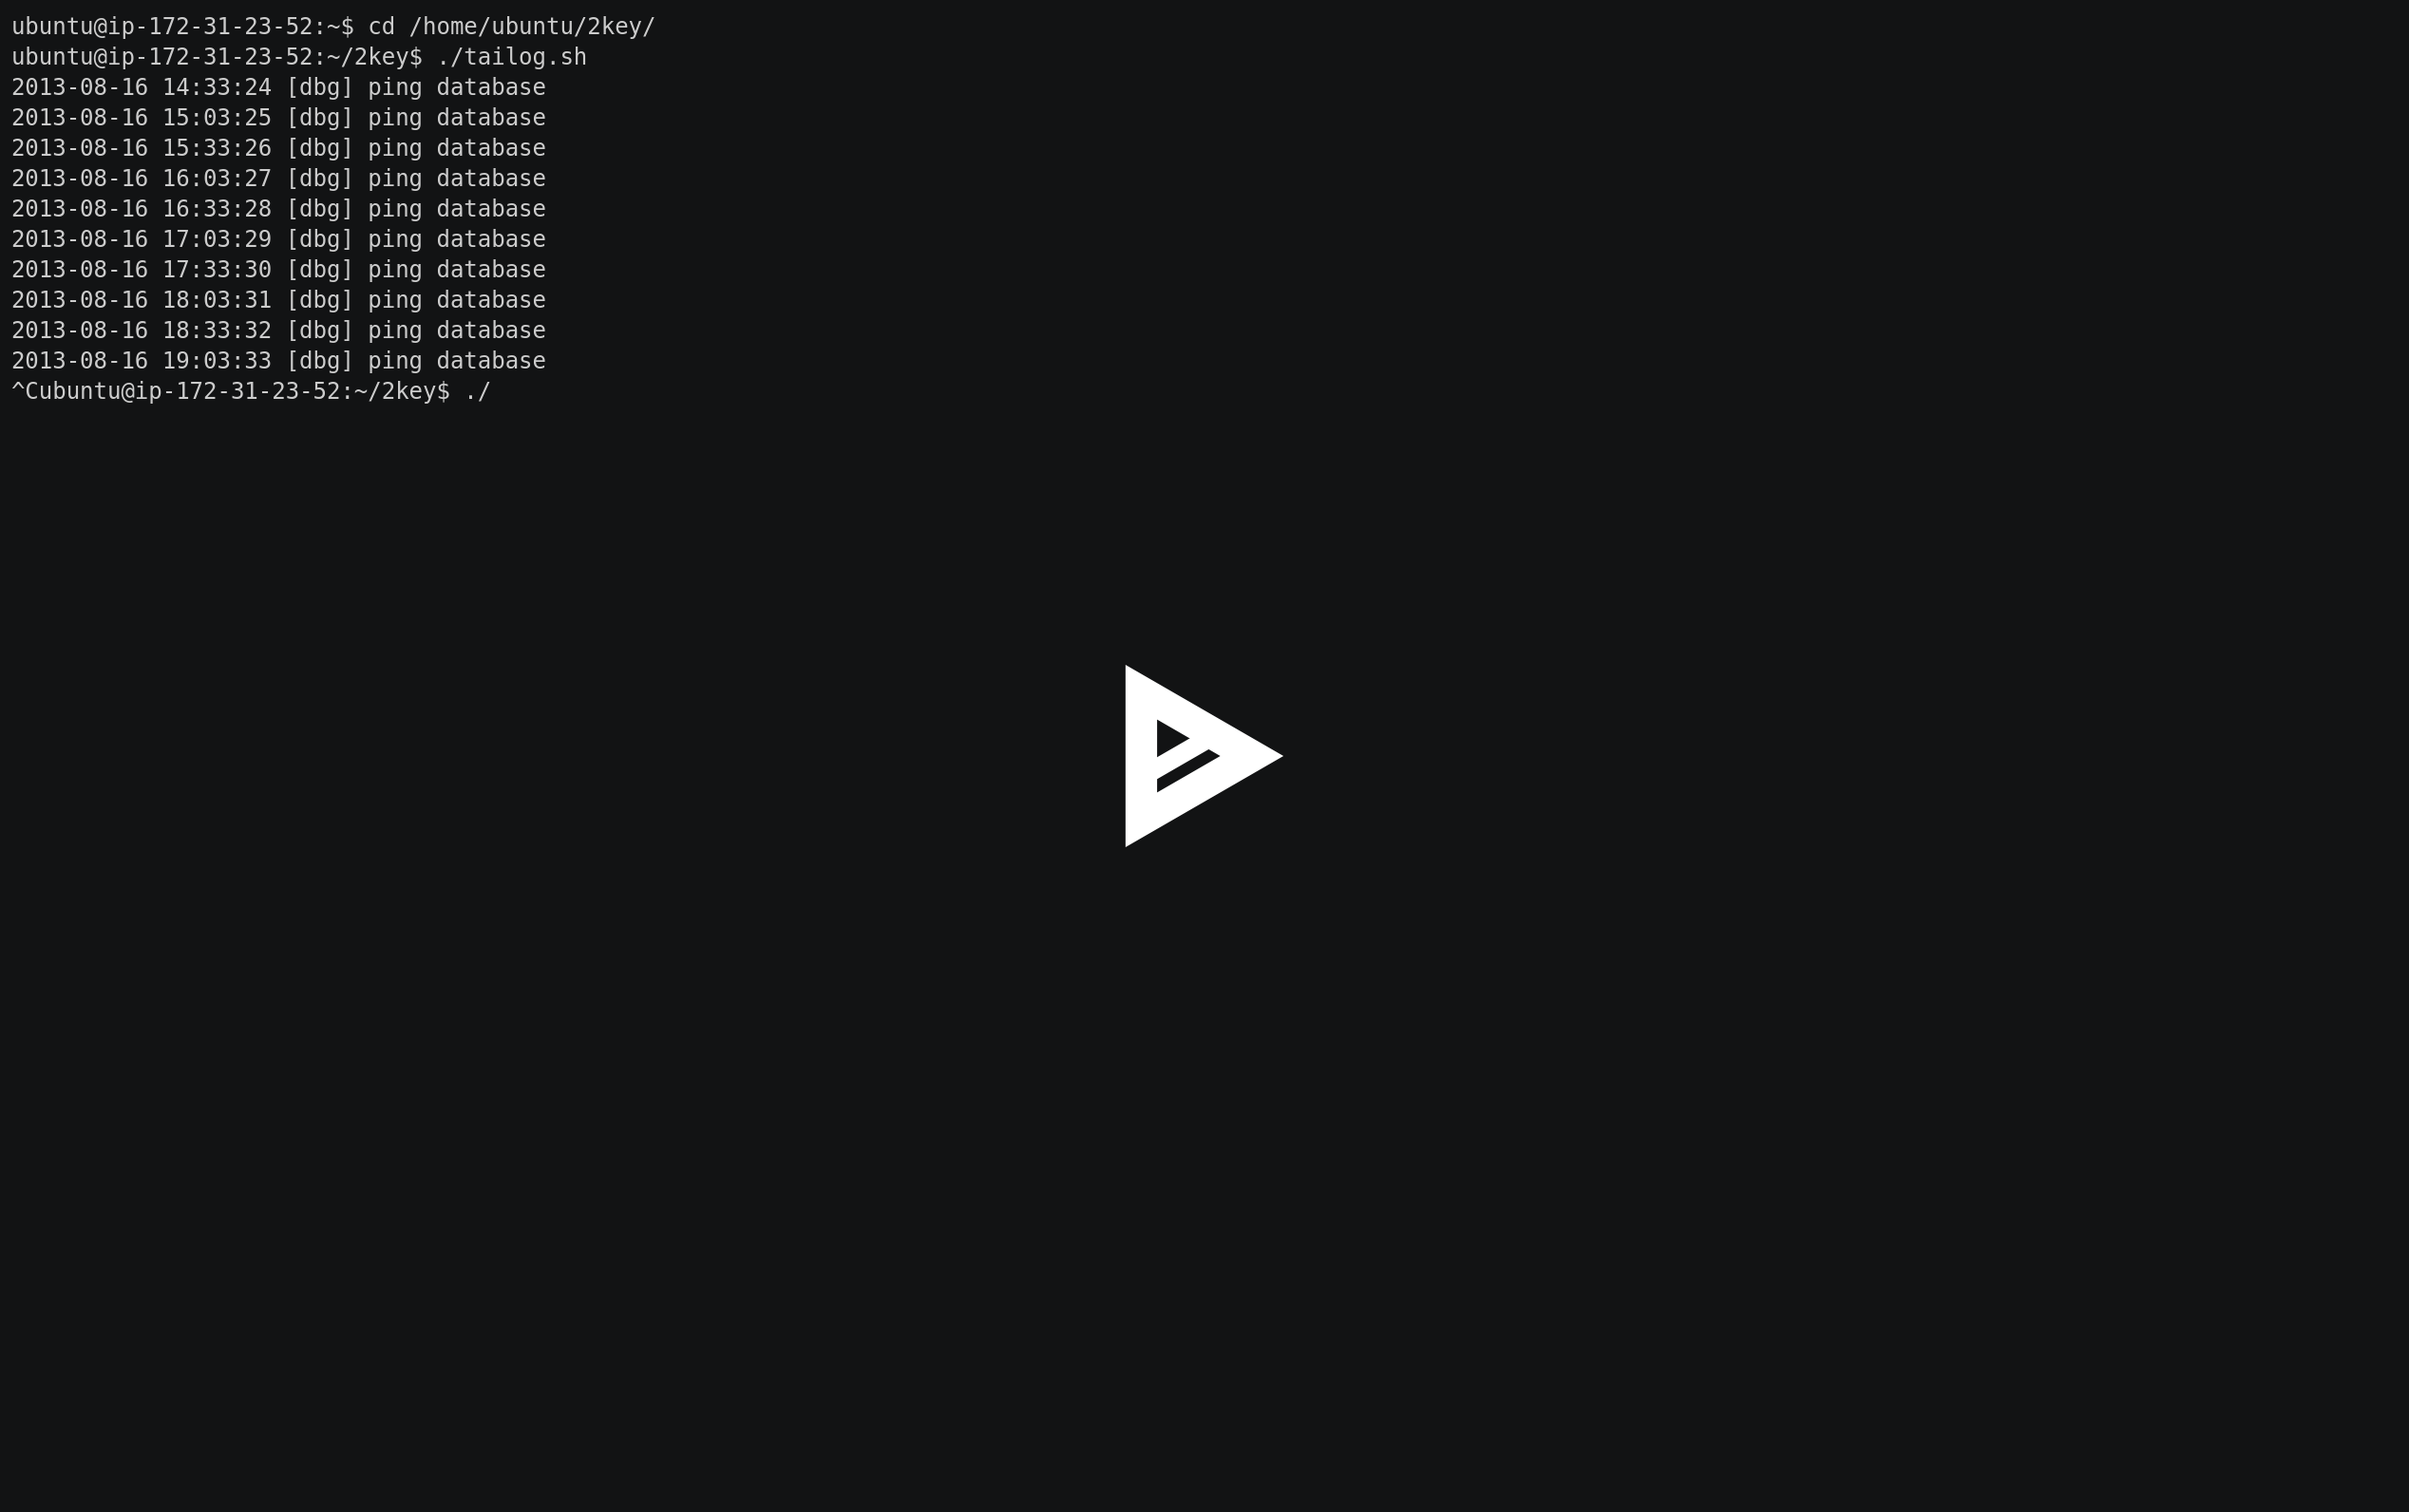 ubuntu@ip-172-31-23-52:~$ cd /home/ubuntu/2key/
ubuntu@ip-172-31-23-52:~/2key$ ./tailog.sh
2013-08-16 14:33:24 [dbg] ping database
2013-08-16 15:03:25 [dbg] ping database
2013-08-16 15:33:26 [dbg] ping database
2013-08-16 16:03:27 [dbg] ping database
2013-08-16 16:33:28 [dbg] ping database
2013-08-16 17:03:29 [dbg] ping database
2013-08-16 17:33:30 [dbg] ping database
2013-08-16 18:03:31 [dbg] ping database
2013-08-16 18:33:32 [dbg] ping database
2013-08-16 19:03:33 [dbg] ping database
^Cubuntu@ip-172-31-23-52:~/2key$ ./